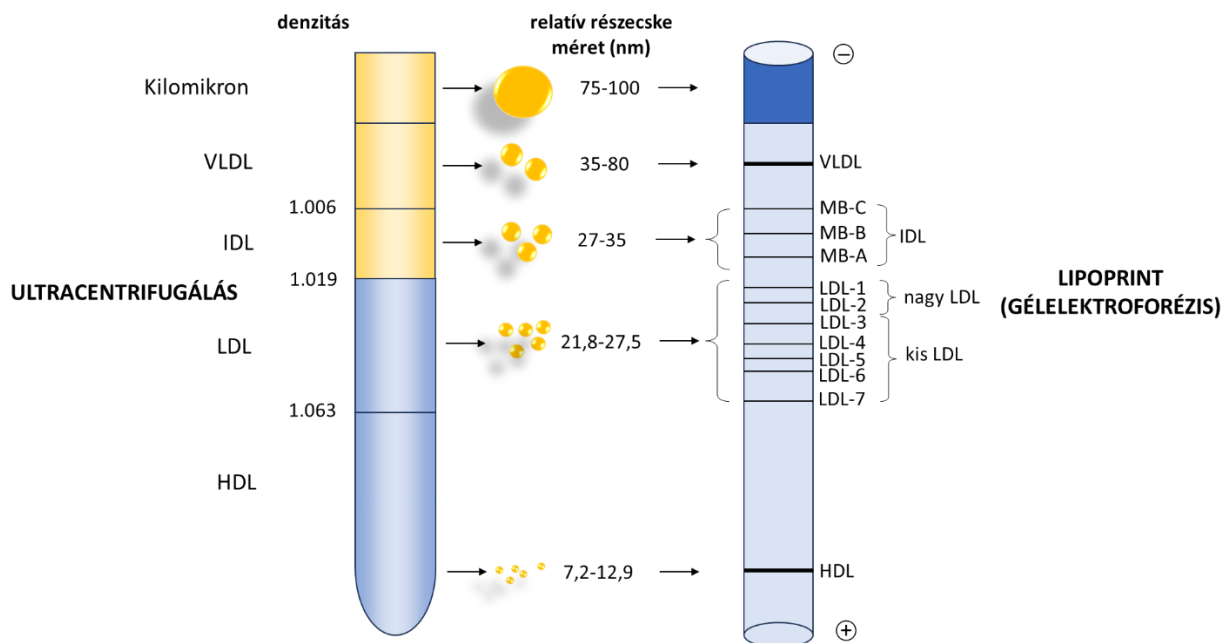 denzitás
relatív részecske
méret (nm)
Kilomikron
75-100
VLDL
35-80
VLDL
1.006
IDL
27-35
MB-C
MB-B
MB-A
IDL
1.019
ULTRACENTRIFUGÁLÁS
LDL
21,8-27,5
LDL-1
LDL-2
LDL-3
LDL-4
LDL-5
LDL-6
LDL-7
nagy LDL
kis LDL
LIPOPRINT
(GÉLELEKTROFORÉZIS)
1.063
HDL
7,2-12,9
HDL
−
+